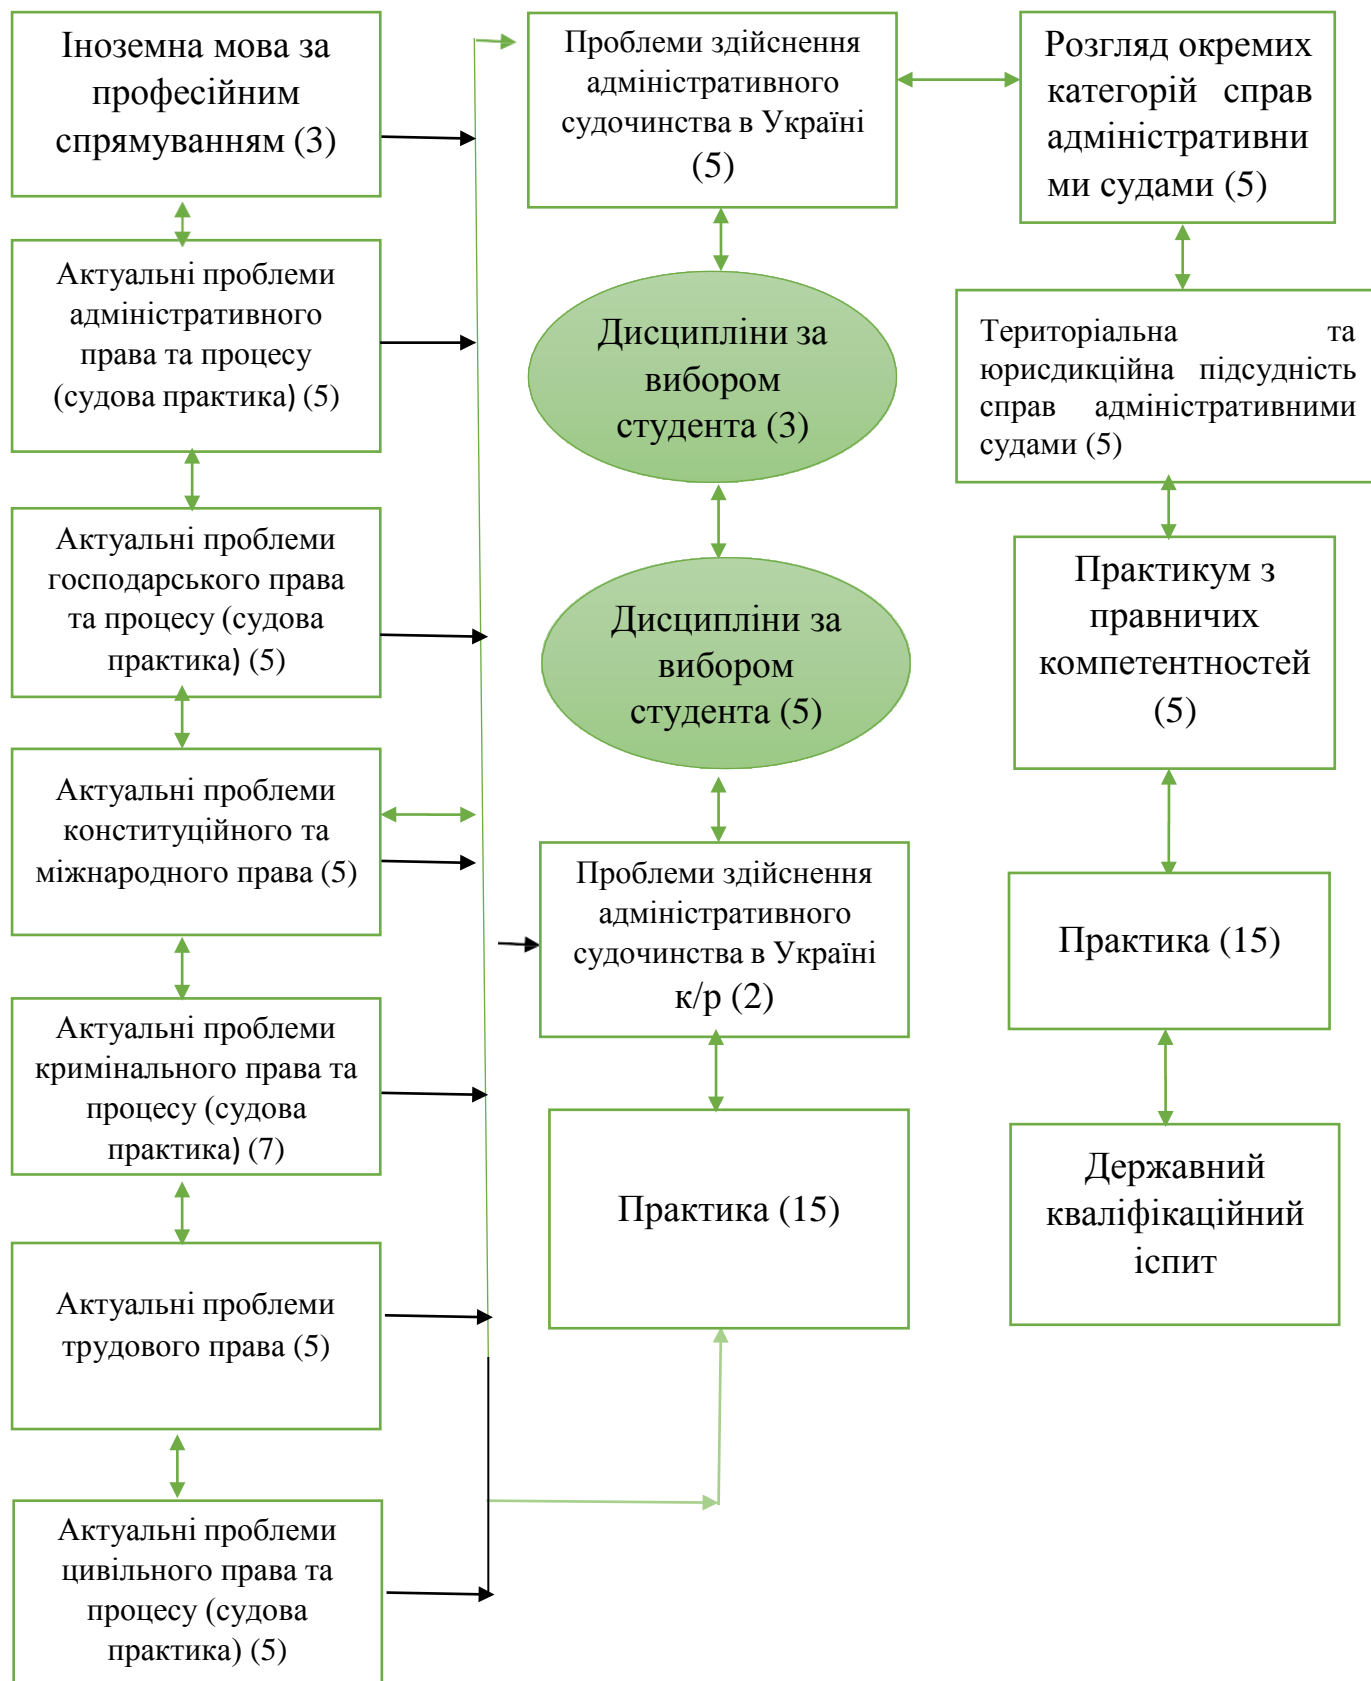 Іноземна мова за
професійним
спрямуванням (3)
Актуальні проблеми
адміністративного
права та процесу
(судова практика) (5)
Актуальні проблеми
господарського права
та процесу (судова
практика) (5)
Актуальні проблеми
конституційного та
міжнародного права (5)
Актуальні проблеми
кримінального права та
процесу (судова
практика) (7)
Актуальні проблеми
трудового права (5)
Актуальні проблеми
цивільного права та
процесу (судова
практика) (5)
Проблеми здійснення
адміністративного
судочинства в Україні
(5)
Дисципліни за
вибором
студента (3)
Дисципліни за
вибором
студента (5)
Проблеми здійснення
адміністративного
судочинства в Україні
к/р (2)
Практика (15)
Розгляд окремих
категорій справ
адміністративни
ми судами (5)
Територіальна та
юрисдикційна підсудність
справ адміністративними
судами (5)
Практикум з
правничих
компетентностей
(5)
Практика (15)
Державний
кваліфікаційний
іспит